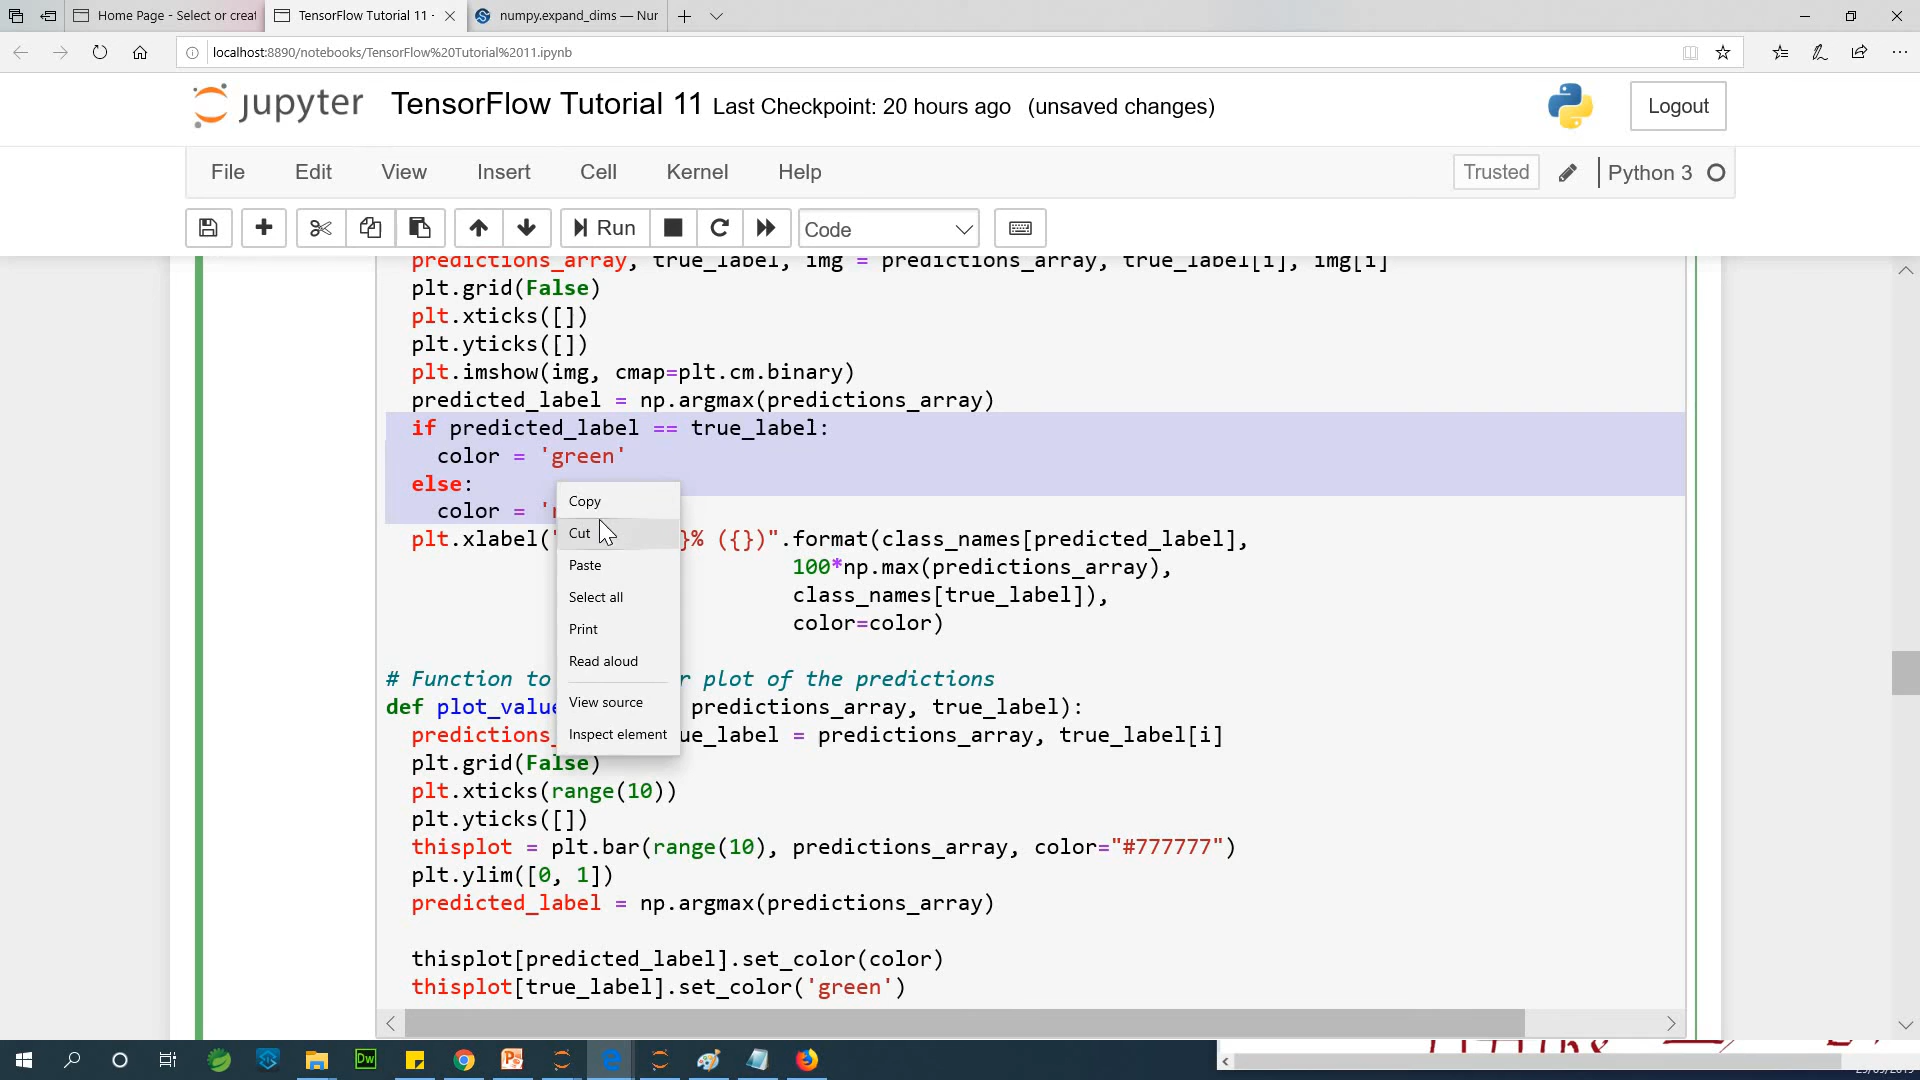 Home Page - Select or creat
TensorFlow Tutorial 11 -
numpy.expand_dims — Nur
localhost:8890/notebooks/TensorFlow%20Tutorial%2011.ipynb
jupyter TensorFlow Tutorial 11 Last Checkpoint: 20 hours ago (unsaved changes)
Logout
File Edit View Insert Cell Kernel Help
Trusted
Python 3
Run
Code
predictions_array, true_label, img = predictions_array, true_label[i], img[i]
plt.grid(False)
plt.xticks([])
plt.yticks([])
plt.imshow(img, cmap=plt.cm.binary)
predicted_label = np.argmax(predictions_array)
if predicted_label == true_label:
color = 'green'
else:
color = '
plt.xlabel(" }% ({})".format(class_names[predicted_label],
100*np.max(predictions_array),
class_names[true_label]),
color=color)
# Function to r plot of the predictions
def plot_value predictions_array, true_label):
predictions_ ue_label = predictions_array, true_label[i]
plt.grid(False)
plt.xticks(range(10))
plt.yticks([])
thisplot = plt.bar(range(10), predictions_array, color="#777777")
plt.ylim([0, 1])
predicted_label = np.argmax(predictions_array)
thisplot[predicted_label].set_color(color)
thisplot[true_label].set_color('green')
Copy
Cut
Paste
Select all
Print
Read aloud
View source
Inspect element
Dw